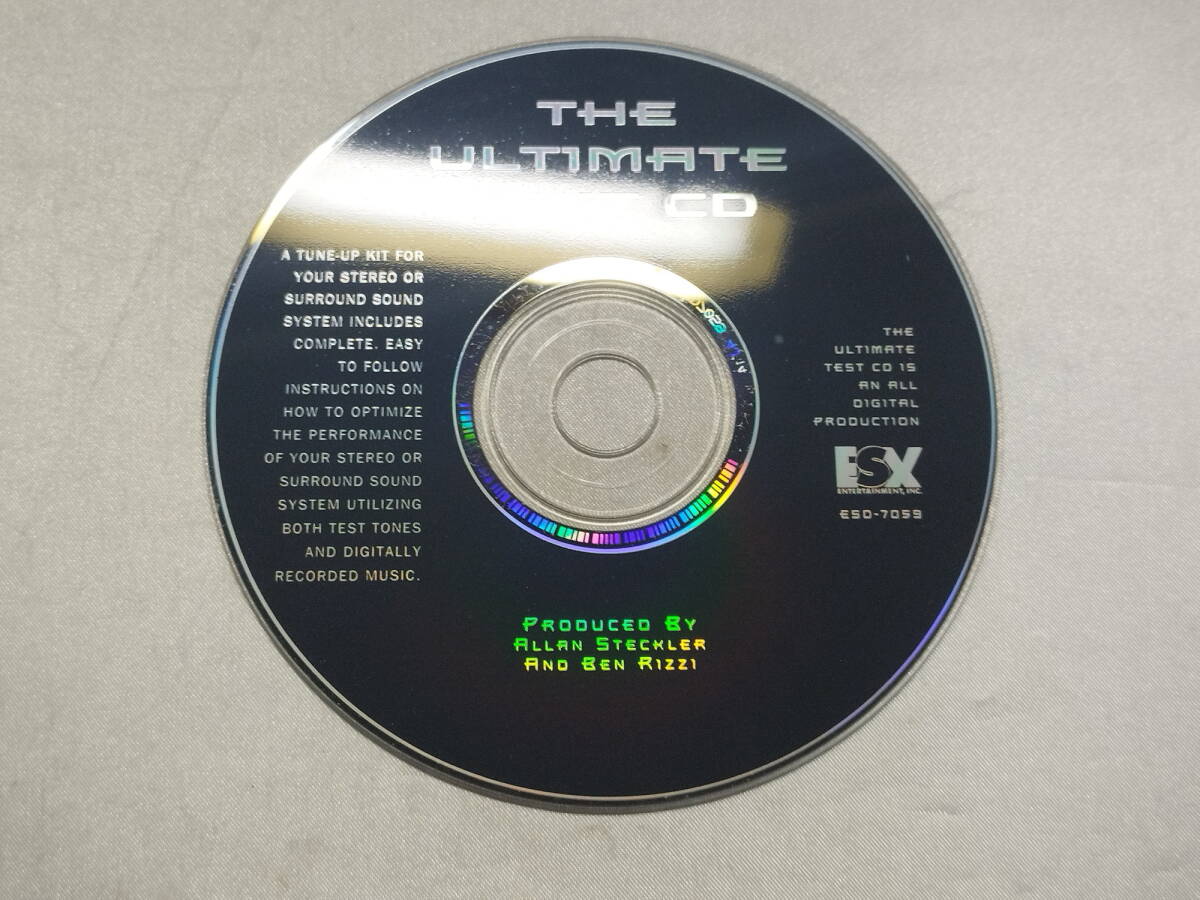 THE
ULTIMATE
CD
A TUNE-UP KIT FOR
YOUR STEREO OR
SURROUND SOUND
SYSTEM INCLUDES
COMPLETE, EASY
TO FOLLOW
INSTRUCTIONS ON
HOW TO OPTIMIZE
THE PERFORMANCE
OF YOUR STEREO OR
SURROUND SOUND
SYSTEM UTILIZING
BOTH TEST TONES
AND DIGITALLY
RECORDED MUSIC.
THE
ULTIMATE
TEST CD IS
AN ALL
DIGITAL
PRODUCTION
ESX
ENTERTAINMENT, INC.
ESD-7059
PRODUCED BY
ALLAN STECKLER
AND BEN RIZZI